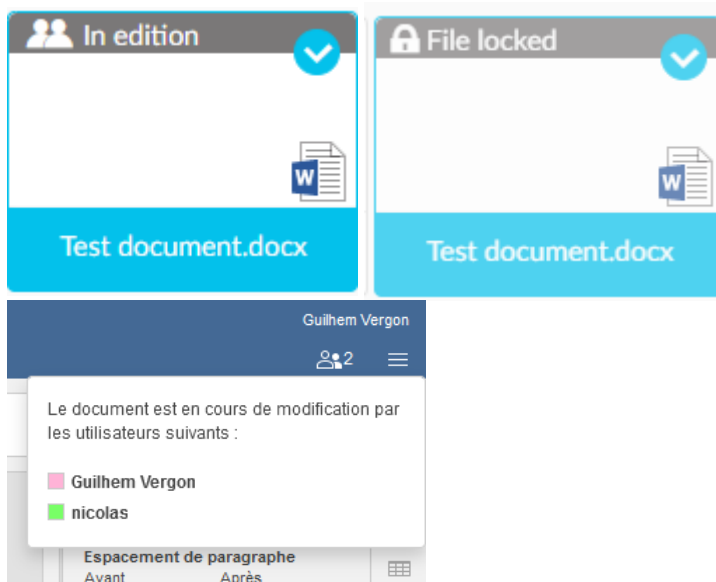 In edition
W
Test document.docx
File locked
W
Test document.docx
Guilhem Vergon
2
Le document est en cours de modification par
les utilisateurs suivants :
Guilhem Vergon
nicolas
Espacement de paragraphe
Avant Après